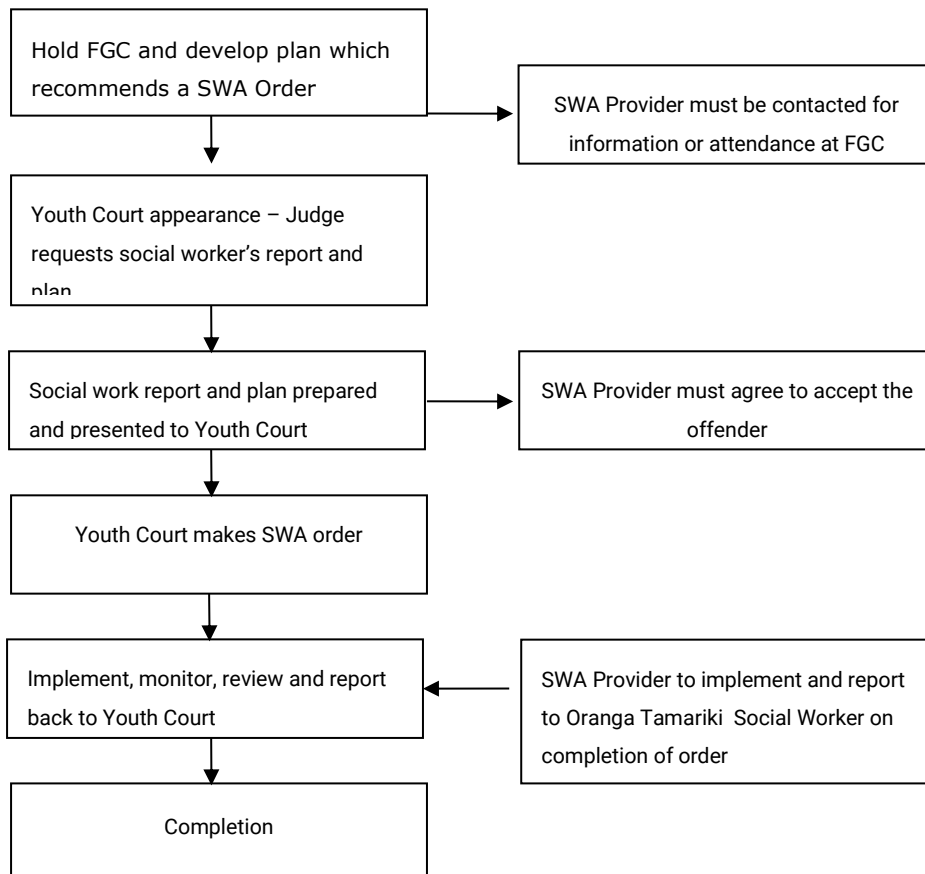 Hold FGC and develop plan which
recommends a SWA Order
SWA Provider must be contacted for
information or attendance at FGC
Youth Court appearance – Judge
requests social worker's report and
plan
Social work report and plan prepared
and presented to Youth Court
SWA Provider must agree to accept the
offender
Youth Court makes SWA order
Implement, monitor, review and report
back to Youth Court
SWA Provider to implement and report
to Oranga Tamariki  Social Worker on
completion of order
Completion